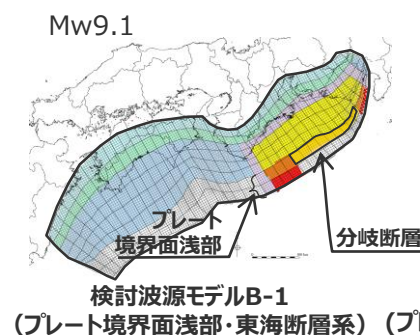 Mw9.1
プレート
境界面浅部
分岐断層
検討波源モデルB-1
(プレート境界面浅部・東海断層系)
(プ